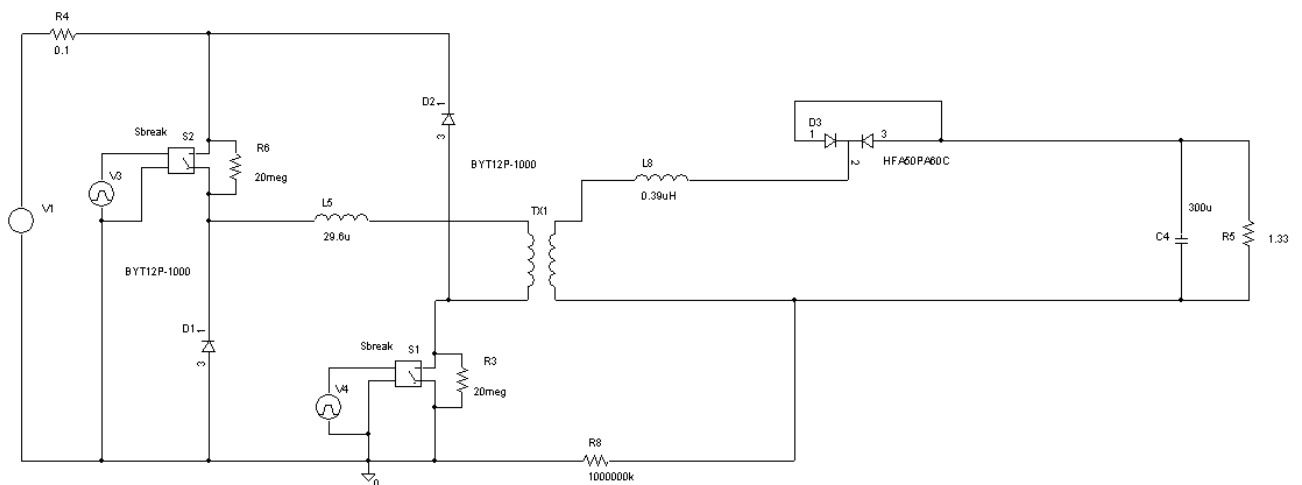 R4
0.1
D2
1
3
D3
1
3
2
HFA50PA60C
Sbreak
S2
R6
20meg
V3
BYT12P-1000
L8
0.39uH
V1
L5
29.6u
TX1
300u
C4
R5
1.33
BYT12P-1000
D1
1
3
Sbreak
S1
R3
20meg
V4
R8
1000000k
0